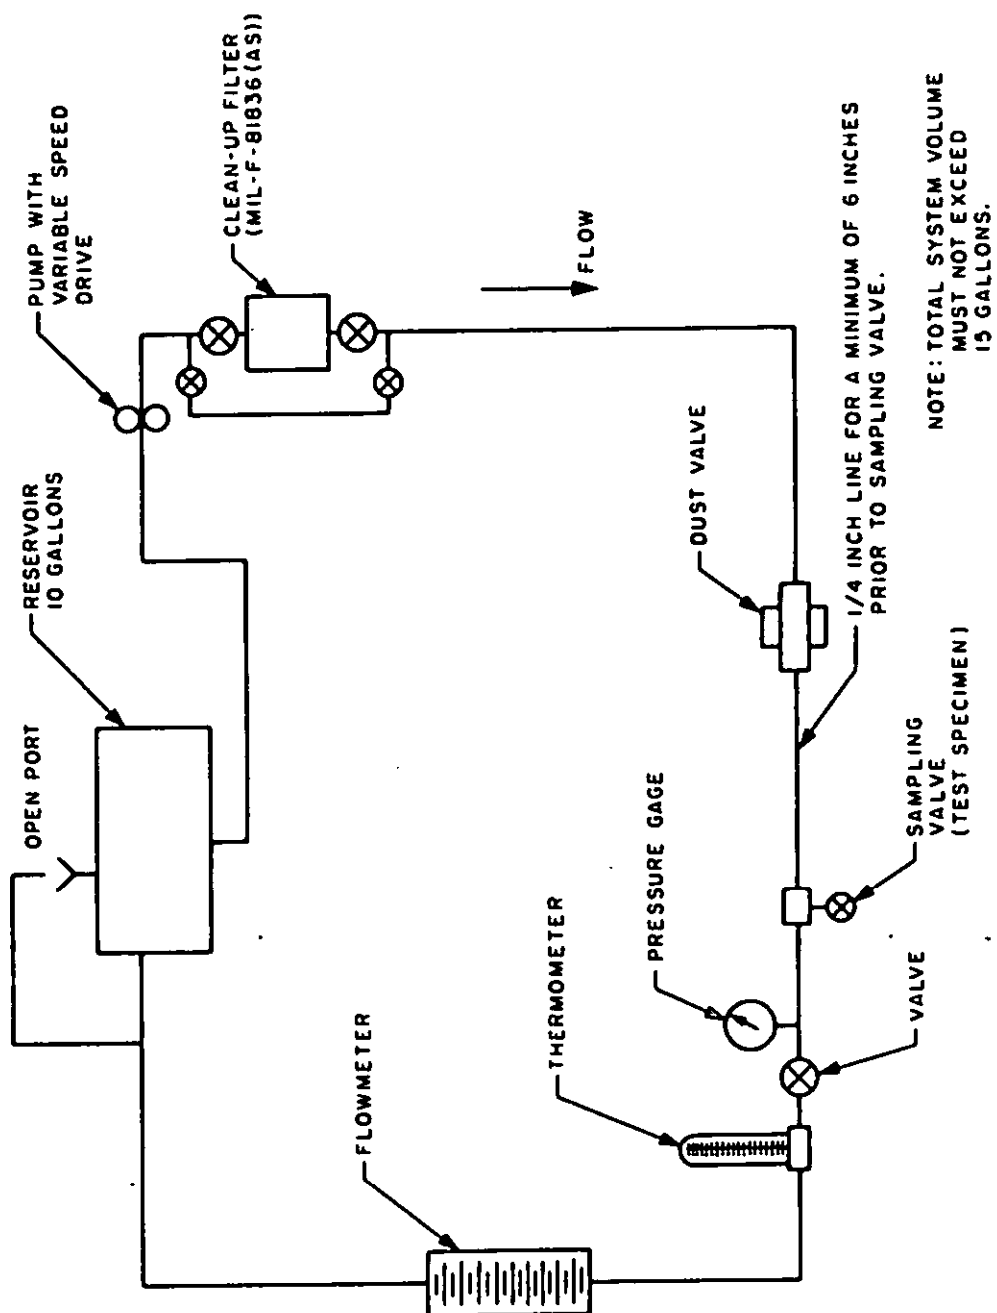 OPEN PORT
RESERVOIR
10 GALLONS
PUMP WITH
VARIABLE SPEED
DRIVE
CLEAN-UP FILTER
(MIL-F-81836(AS))
FLOW
FLOWMETER
THERMOMETER
PRESSURE GAGE
DUST VALVE
VALVE
SAMPLING
VALVE
(TEST SPECIMEN)
1/4 INCH LINE FOR A MINIMUM OF 6 INCHES
PRIOR TO SAMPLING VALVE.
NOTE: TOTAL SYSTEM VOLUME
MUST NOT EXCEED
15 GALLONS.